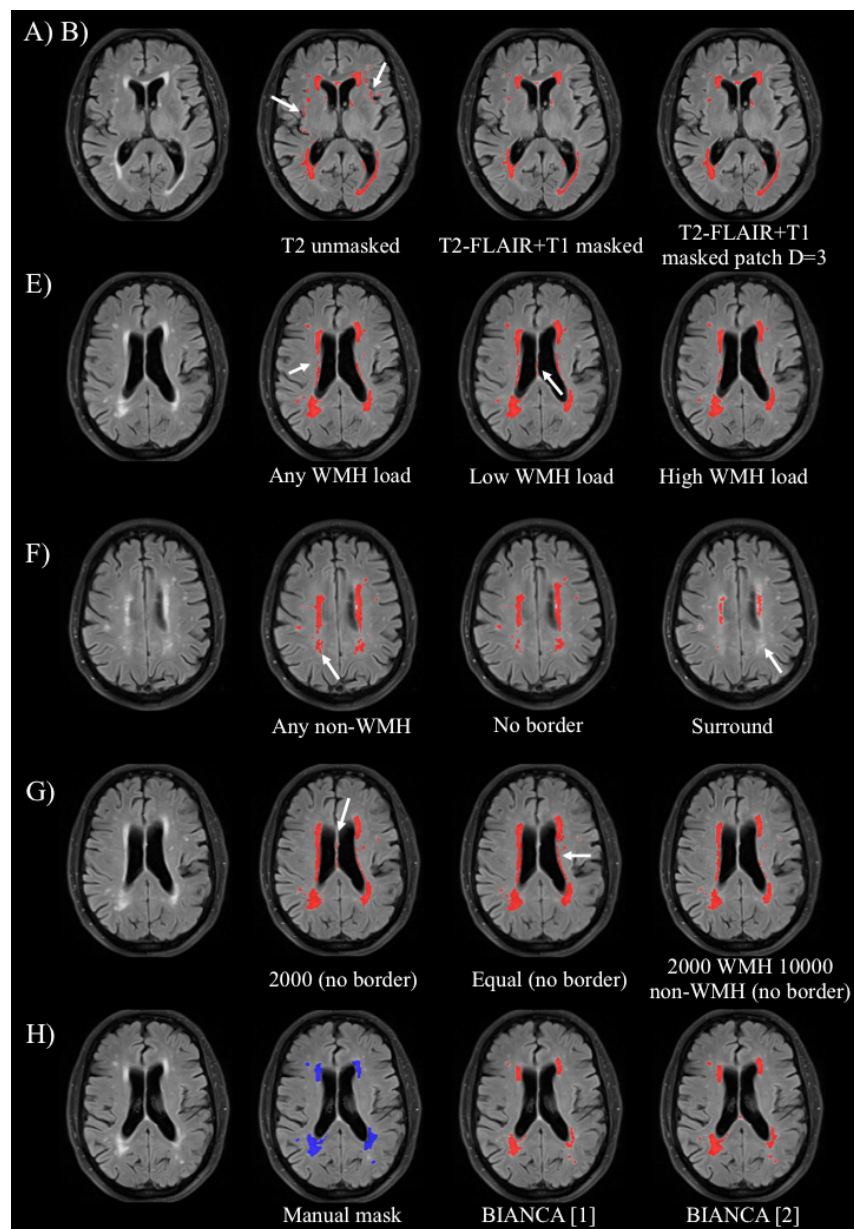 A) B)
T2 unmasked
T2-FLAIR+T1 masked
T2-FLAIR+T1
masked patch D=3
E)
Any WMH load
Low WMH load
High WMH load
F)
Any non-WMH
No border
Surround
G)
2000 (no border)
Equal (no border)
2000 WMH 10000
non-WMH (no border)
H)
Manual mask
BIANCA [1]
BIANCA [2]